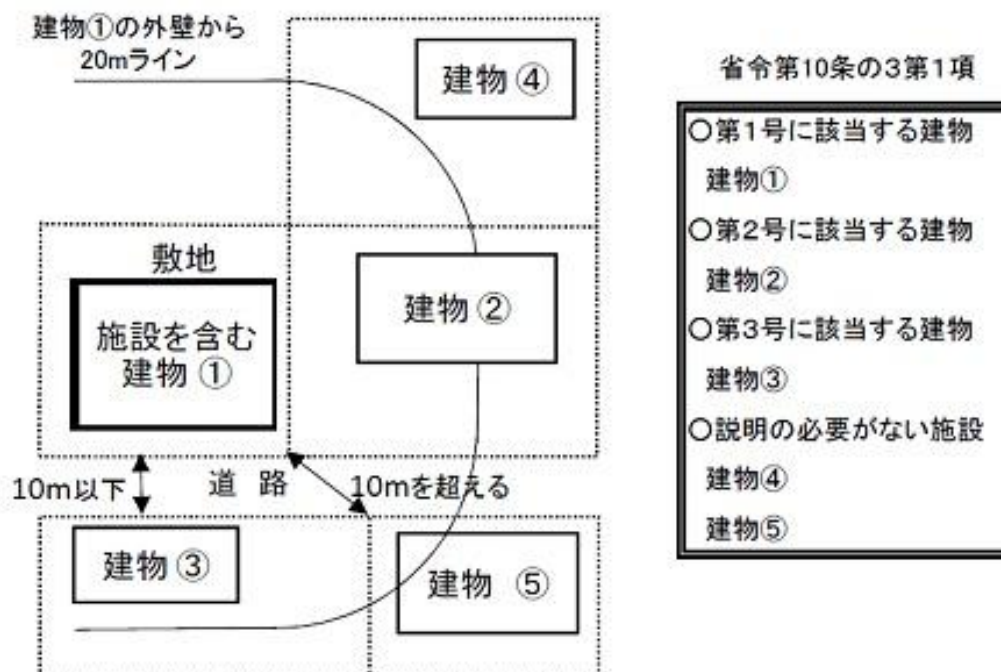 建物①の外壁から
20mライン
建物④
敷地
施設を含む
建物①
建物②
10m以下
道 路
10mを超える
建物③
建物 ⑤
省令第10条の3第1項
○第1号に該当する建物
建物①
○第2号に該当する建物
建物②
○第3号に該当する建物
建物③
○説明の必要がない施設
建物④
建物⑤